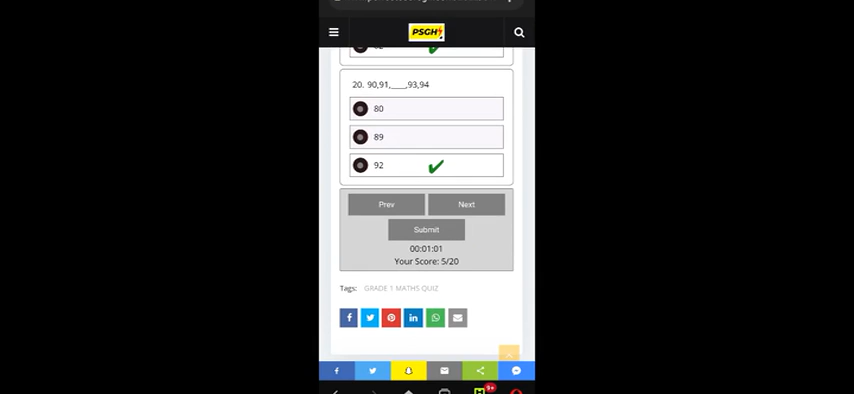 PSGH
20. 90,91,____,93,94
80
89
92
Prev
Next
Submit
00:01:01
Your Score: 5/20
Tags: GRADE 1 MATHS QUIZ
9+